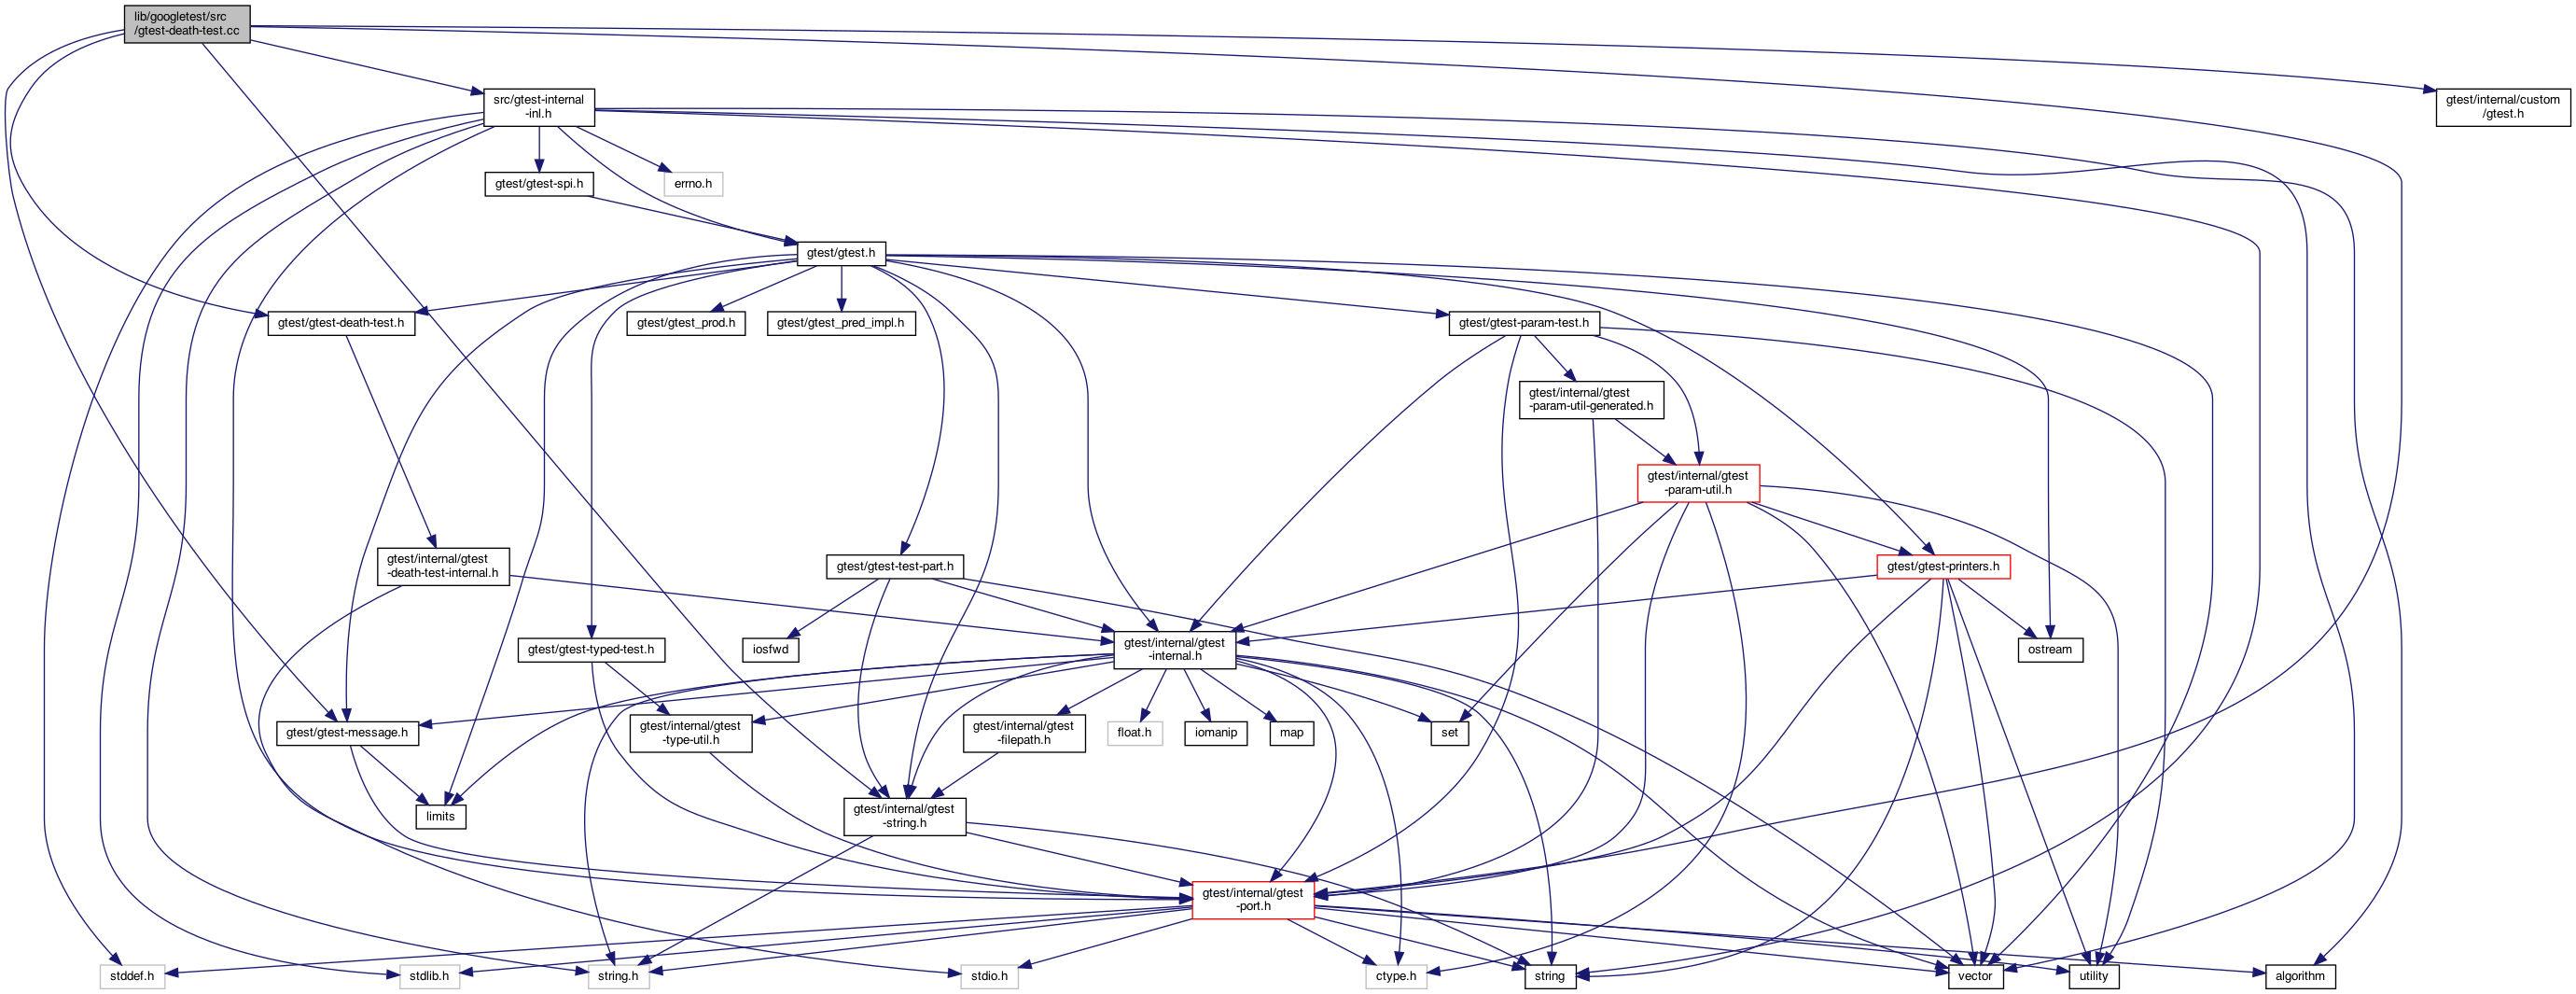 lib/googletest/src
/gtest-death-test.cc
src/gtest-internal
-inl.h
gtest/internal/custom
/gtest.h
gtest/gtest-spi.h
errno.h
gtest/gtest.h
gtest/gtest-death-test.h
gtest/gtest_prod.h
gtest/gtest_pred_impl.h
gtest/gtest-param-test.h
gtest/internal/gtest
-param-util-generated.h
gtest/internal/gtest
-param-util.h
gtest/internal/gtest
-death-test-internal.h
gtest/gtest-test-part.h
gtest/gtest-printers.h
gtest/gtest-typed-test.h
iosfwd
gtest/internal/gtest
-internal.h
ostream
gtest/gtest-message.h
gtest/internal/gtest
-type-util.h
gtest/internal/gtest
-filepath.h
float.h
iomanip
map
set
limits
gtest/internal/gtest
-string.h
gtest/internal/gtest
-port.h
stddef.h
stdlib.h
string.h
stdio.h
ctype.h
string
vector
utility
algorithm